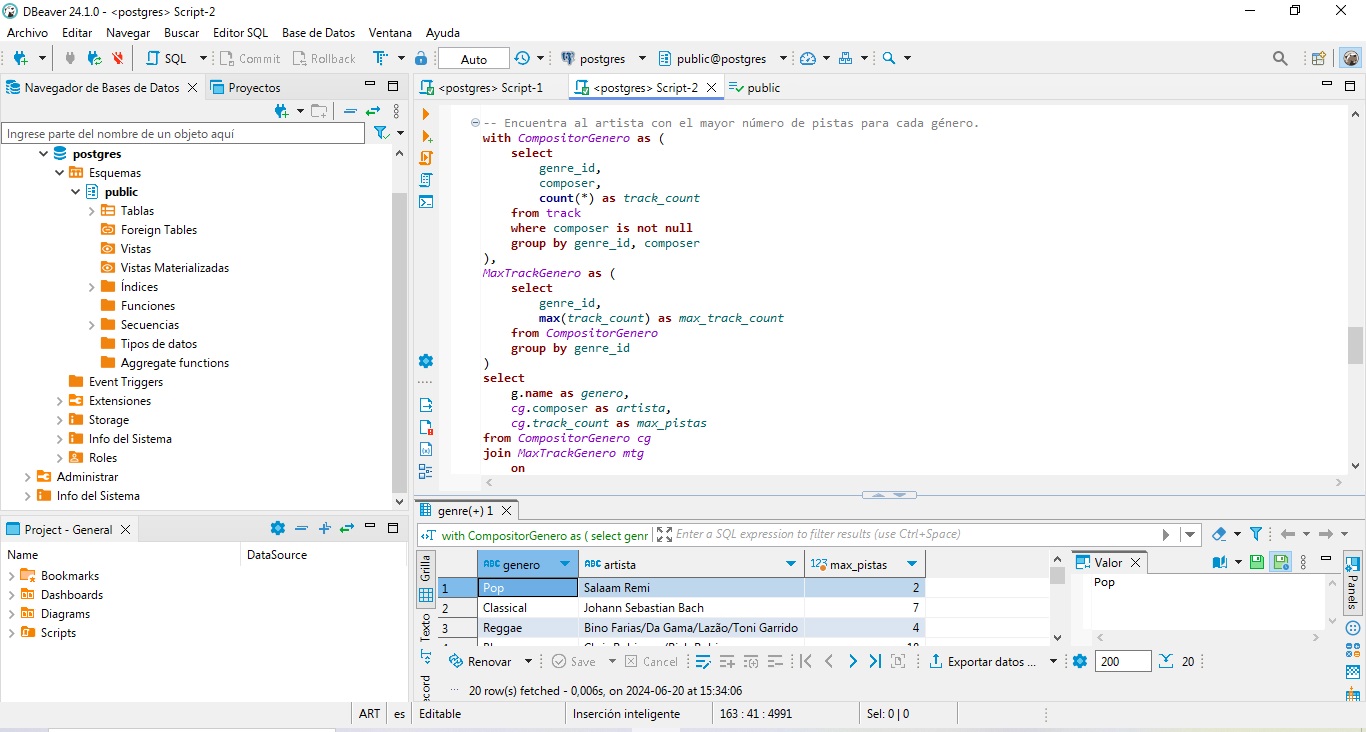 DBeaver 24.1.0 - <postgres> Script-2
Archivo Editar Navegar Buscar Editor SQL Base de Datos Ventana Ayuda
SQL Commit Rollback Auto postgres public@postgres
Navegador de Bases de Datos Proyectos
Ingrese parte del nombre de un objeto aquí
postgres
Esquemas
public
Tablas
Foreign Tables
Vistas
Vistas Materializadas
Índices
Funciones
Secuencias
Tipos de datos
Aggregate functions
Event Triggers
Extensiones
Storage
Info del Sistema
Roles
Administrar
Info del Sistema
Project - General
Name DataSource
Bookmarks
Dashboards
Diagrams
Scripts
<postgres> Script-1 <postgres> Script-2 public
-- Encuentra al artista con el mayor número de pistas para cada género.
with CompositorGenero as (
select
genre_id,
composer,
count(*) as track_count
from track
where composer is not null
group by genre_id, composer
),
MaxTrackGenero as (
select
genre_id,
max(track_count) as max_track_count
from CompositorGenero
group by genre_id
)
select
g.name as genero,
cg.composer as artista,
cg.track_count as max_pistas
from CompositorGenero cg
join MaxTrackGenero mtg
on
genre(+) 1
with CompositorGenero as ( select genr Enter a SQL expression to filter results (use Ctrl+Space)
Grilla
Texto
cord
ABC genero ABC artista 123 max_pistas
1 Pop Salaam Remi 2
2 Classical Johann Sebastian Bach 7
3 Reggae Bino Farias/Da Gama/Lazão/Toni Garrido 4
Valor
Pop
Panels
Renovar Save Cancel Exportar datos ... 200 20
20 row(s) fetched - 0,006s, on 2024-06-20 at 15:34:06
ART es Editable Inserción inteligente 163 : 41 : 4991 Sel: 0 | 0